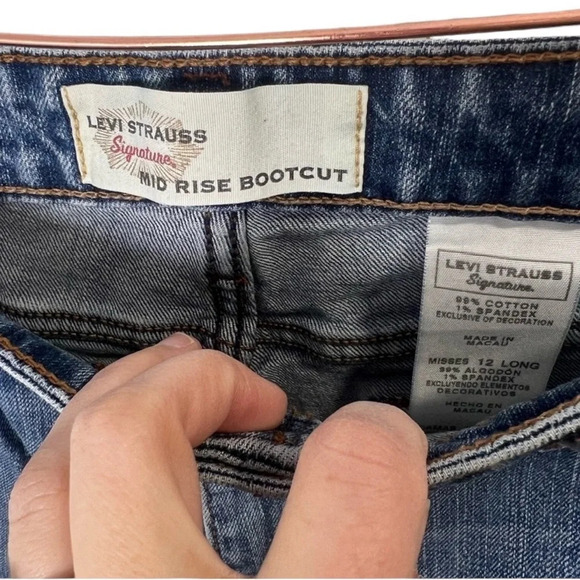 LEVI STRAUSS
Signature
MID RISE BOOTCUT
LEVI STRAUSS
Signature
99% COTTON
1% SPANDEX
EXCLUSIVE OF DECORATION
MADE IN
MACAU
MISSES 12 LONG
99% ALGODÓN
1% SPANDEX
EXCLUYENDO ELEMENTOS
DECORATIVOS
HECHO EN
MACAU